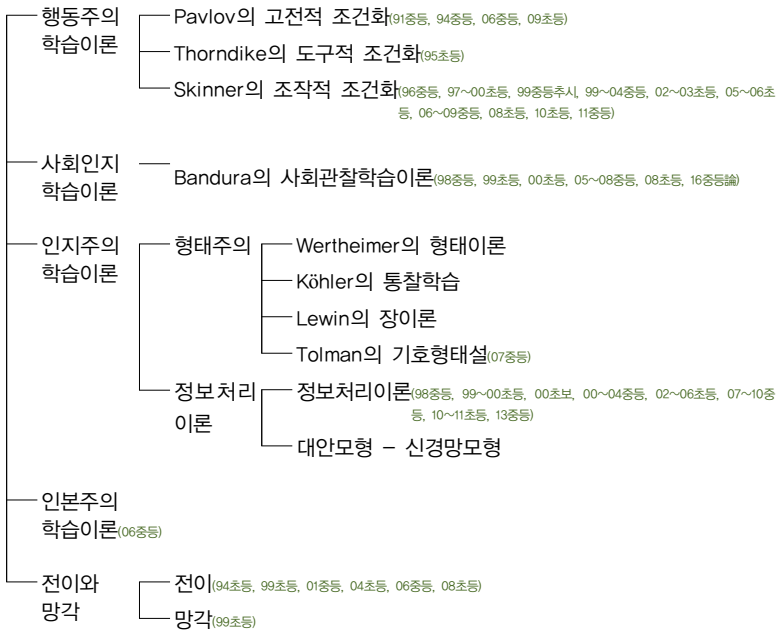 행동주의
학습이론
Pavlov의 고전적 조건화(91중등, 94중등, 06중등, 09초등)
Thorndike의 도구적 조건화(95초등)
Skinner의 조작적 조건화(96중등, 97~00초등, 99중등추시, 99~04중등, 02~03초등, 05~06초
등, 06~09중등, 08초등, 10초등, 11중등)
사회인지
학습이론
Bandura의 사회관찰학습이론(98중등, 99초등, 00초등, 05~08중등, 08초등, 16중등論)
인지주의
학습이론
형태주의
Wertheimer의 형태이론
Köhler의 통찰학습
Lewin의 장이론
Tolman의 기호형태설(07중등)
정보처리
이론
정보처리이론(98중등, 99~00초등, 00초보, 00~04중등, 02~06초등, 07~10중
등, 10~11초등, 13중등)
대안모형 – 신경망모형
인본주의
학습이론(06중등)
전이와
망각
전이(94초등, 99초등, 01중등, 04초등, 06중등, 08초등)
망각(99초등)